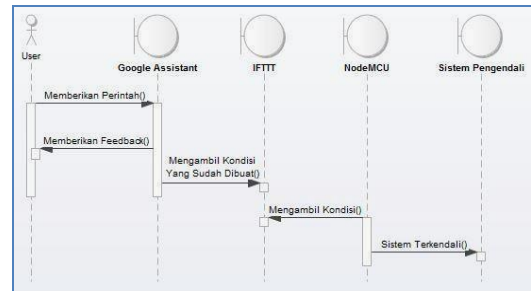 User
Google Assistant
IFTTT
NodeMCU
Sistem Pengendali
Memberikan Perintah()
Memberikan Feedback()
Mengambil Kondisi
Yang Sudah Dibuat()
Mengambil Kondisi()
Sistem Terkendali()